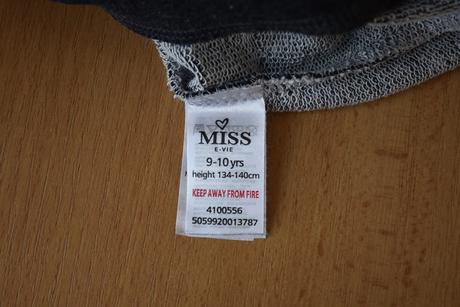 MISS
E-VIE
9-10 yrs
height 134-140cm
KEEP AWAY FROM FIRE
4100556
5059920013787